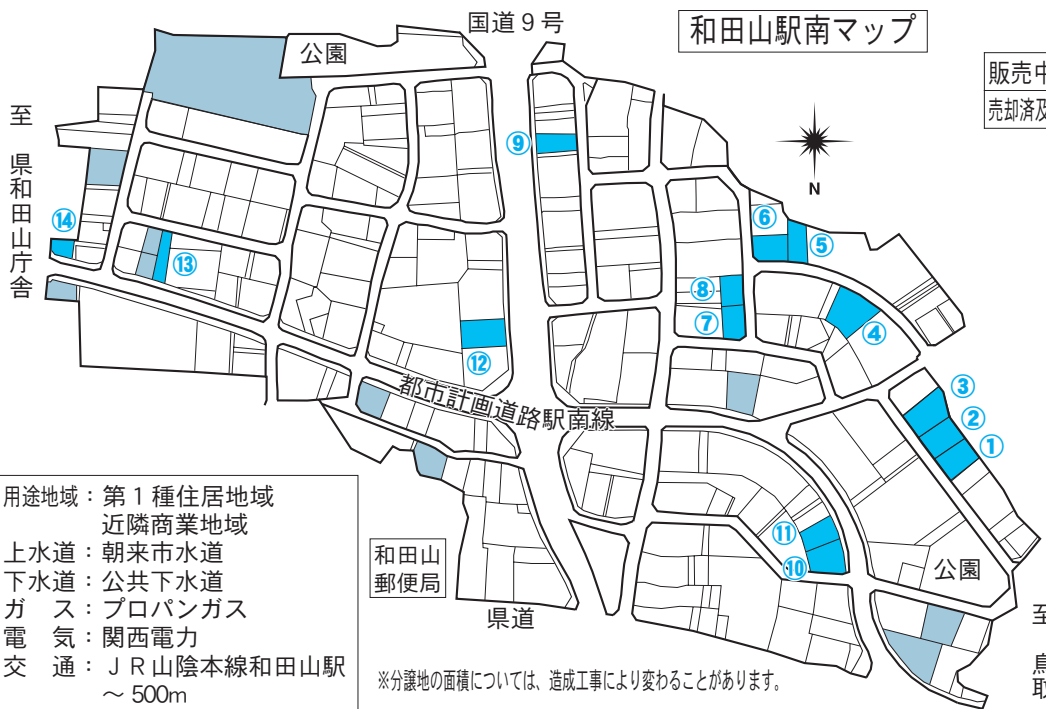 国道9号
和田山駅南マップ
公園
販売中
売却済及
至 県和田山庁舎
N
⑨
⑥
⑤
⑭
⑬
⑧
⑦
④
⑫
③
②
①
都市計画道路駅南線
⑪
⑩
用途地域：第1種住居地域
近隣商業地域
上水道：朝来市水道
下水道：公共下水道
ガ　ス：プロパンガス
電　気：関西電力
交　通：ＪＲ山陰本線和田山駅
～500m
和田山
郵便局
県道
公園
至 鳥取
※分譲地の面積については、造成工事により変わることがあります。